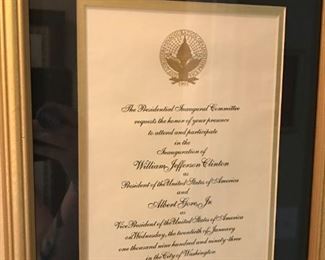 The Presidential Inaugural Committee
requests the honor of your presence
to attend and participate
in the
Inauguration of
William Jefferson Clinton
as
President of the United States of America
and
Albert Gore, Jr.
as
Vice President of the United States of America
on Wednesday, the twentieth of January
one thousand nine hundred and ninety-three
in the City of Washington